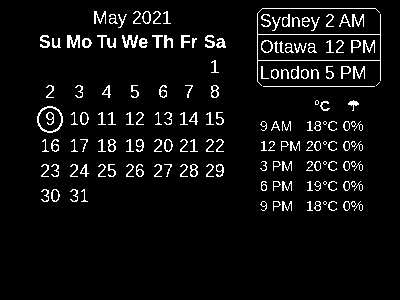 May 2021
Su Mo Tu We Th Fr Sa
1
2 3 4 5 6 7 8
9 10 11 12 13 14 15
16 17 18 19 20 21 22
23 24 25 26 27 28 29
30 31
Sydney 2 AM
Ottawa 12 PM
London 5 PM
°C ☂
9 AM 18°C 0%
12 PM 20°C 0%
3 PM 20°C 0%
6 PM 19°C 0%
9 PM 18°C 0%